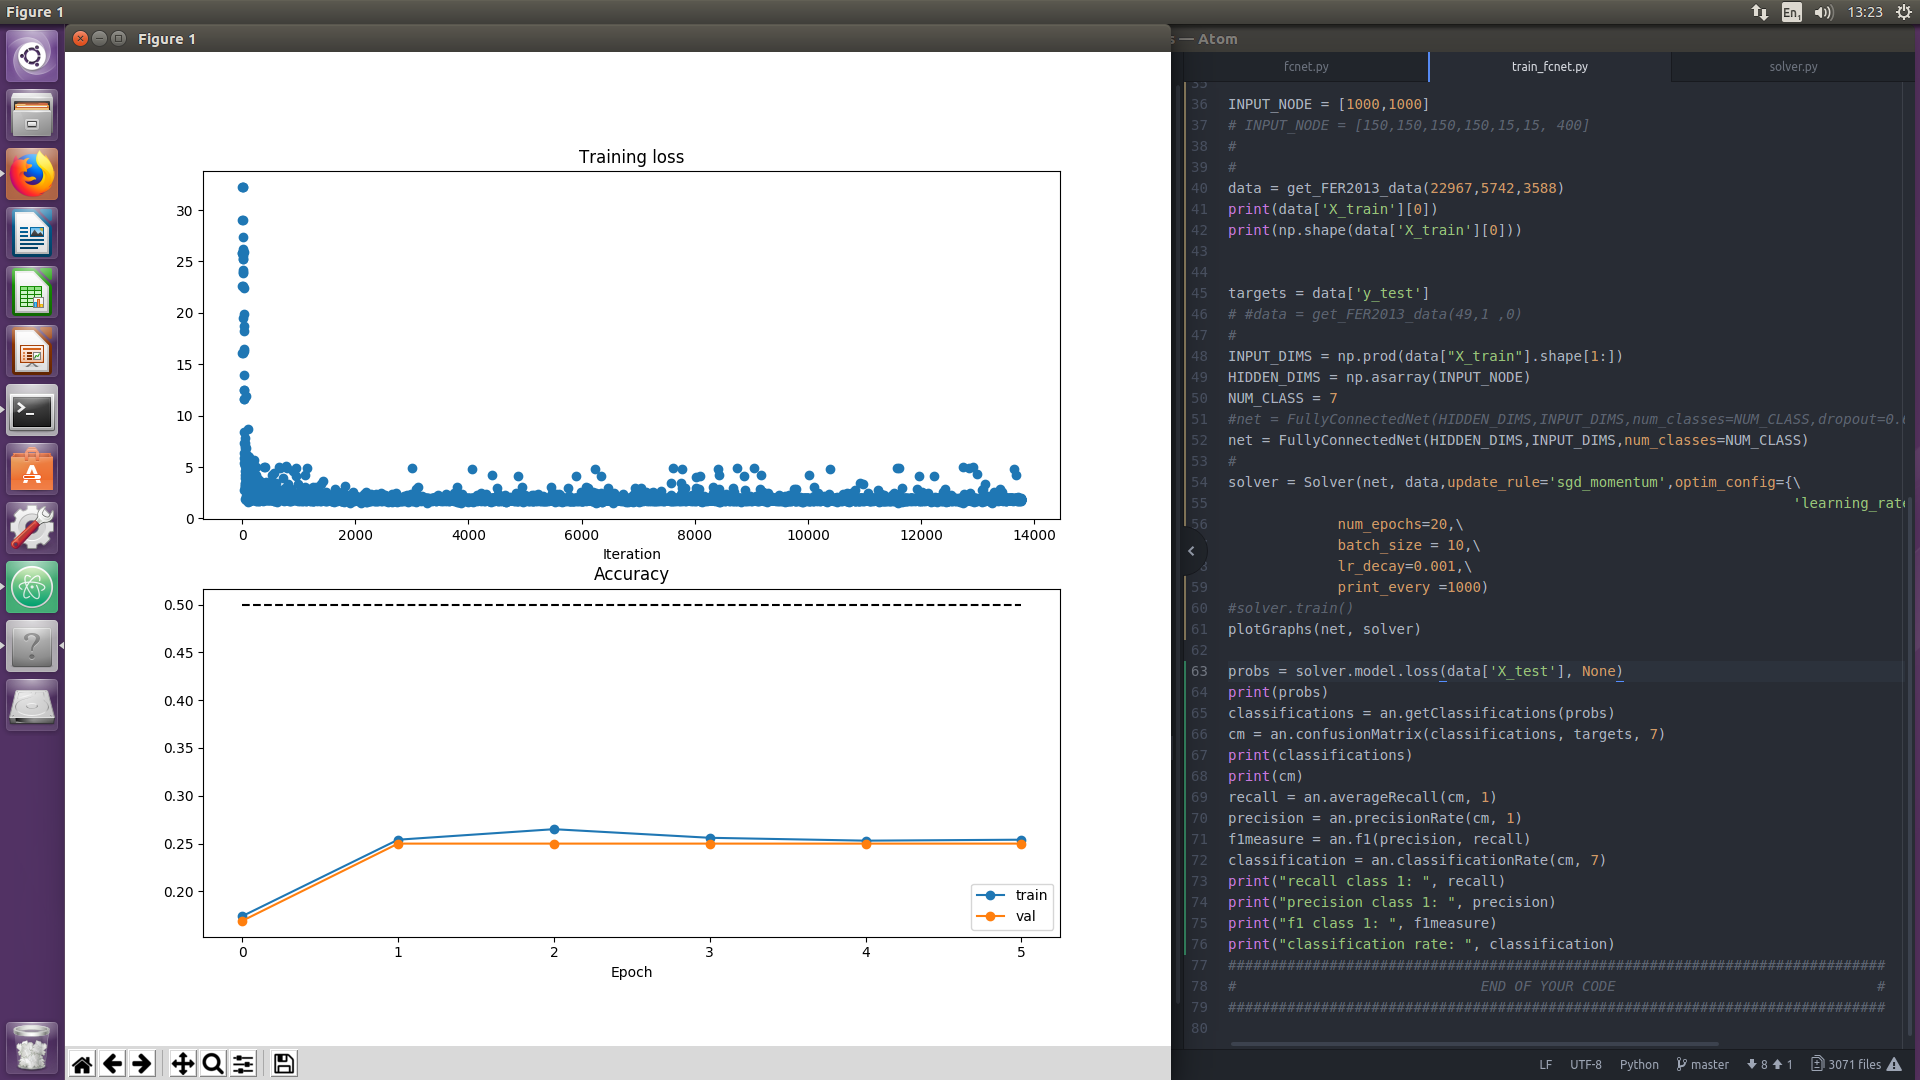 Figure 1
En1
13:23
Figure 1
— Atom
Training loss
30
25
20
15
10
5
0
0 2000 4000 6000 8000 10000 12000 14000
Iteration
Accuracy
0.50
0.45
0.40
0.35
0.30
0.25
0.20
train
val
0 1 2 3 4 5
Epoch
fcnet.py train_fcnet.py solver.py
35
36 INPUT_NODE = [1000,1000]
37 # INPUT_NODE = [150,150,150,150,15,15, 400]
38 #
39 #
40 data = get_FER2013_data(22967,5742,3588)
41 print(data['X_train'][0])
42 print(np.shape(data['X_train'][0]))
43
44
45 targets = data['y_test']
46 # #data = get_FER2013_data(49,1 ,0)
47 #
48 INPUT_DIMS = np.prod(data["X_train"].shape[1:])
49 HIDDEN_DIMS = np.asarray(INPUT_NODE)
50 NUM_CLASS = 7
51 #net = FullyConnectedNet(HIDDEN_DIMS,INPUT_DIMS,num_classes=NUM_CLASS,dropout=0.
52 net = FullyConnectedNet(HIDDEN_DIMS,INPUT_DIMS,num_classes=NUM_CLASS)
53 #
54 solver = Solver(net, data,update_rule='sgd_momentum',optim_config={\
55 'learning_rate
56 num_epochs=20,\
batch_size = 10,\
lr_decay=0.001,\
59 print_every =1000)
60 #solver.train()
61 plotGraphs(net, solver)
62
63 probs = solver.model.loss(data['X_test'], None)
64 print(probs)
65 classifications = an.getClassifications(probs)
66 cm = an.confusionMatrix(classifications, targets, 7)
67 print(classifications)
68 print(cm)
69 recall = an.averageRecall(cm, 1)
70 precision = an.precisionRate(cm, 1)
71 f1measure = an.f1(precision, recall)
72 classification = an.classificationRate(cm, 7)
73 print("recall class 1: ", recall)
74 print("precision class 1: ", precision)
75 print("f1 class 1: ", f1measure)
76 print("classification rate: ", classification)
77 ##############################################################################
78 # END OF YOUR CODE #
79 ##############################################################################
80
LF UTF-8 Python master 8 1 3071 files